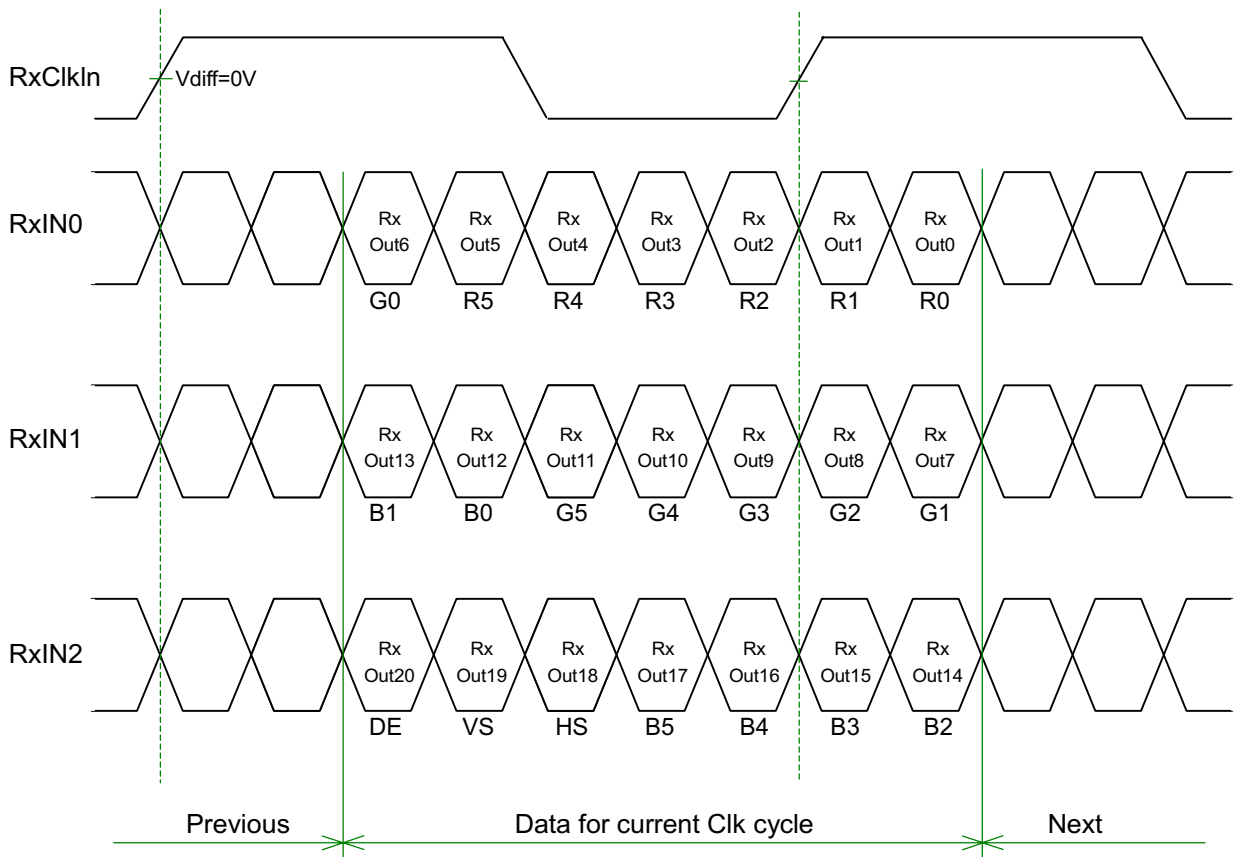 RxClkIn
Vdiff=0V
RxIN0
Rx Rx Rx Rx Rx Rx Rx
Out6 Out5 Out4 Out3 Out2 Out1 Out0
G0 R5 R4 R3 R2 R1 R0
RxIN1
Rx Rx Rx Rx Rx Rx Rx
Out13 Out12 Out11 Out10 Out9 Out8 Out7
B1 B0 G5 G4 G3 G2 G1
RxIN2
Rx Rx Rx Rx Rx Rx Rx
Out20 Out19 Out18 Out17 Out16 Out15 Out14
DE VS HS B5 B4 B3 B2
Previous Data for current Clk cycle Next